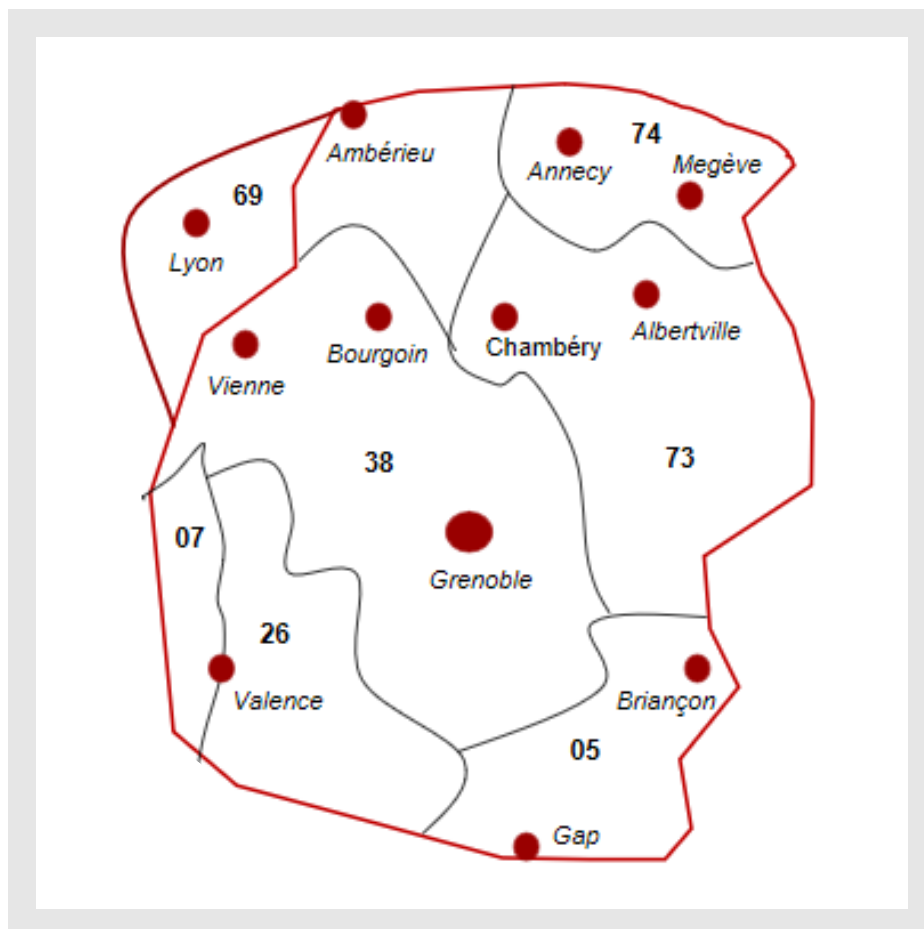 74
Ambérieu
Annecy
Megève
69
Lyon
Bourgoin
Chambéry
Albertville
Vienne
38
73
07
Grenoble
26
Valence
Briançon
05
Gap